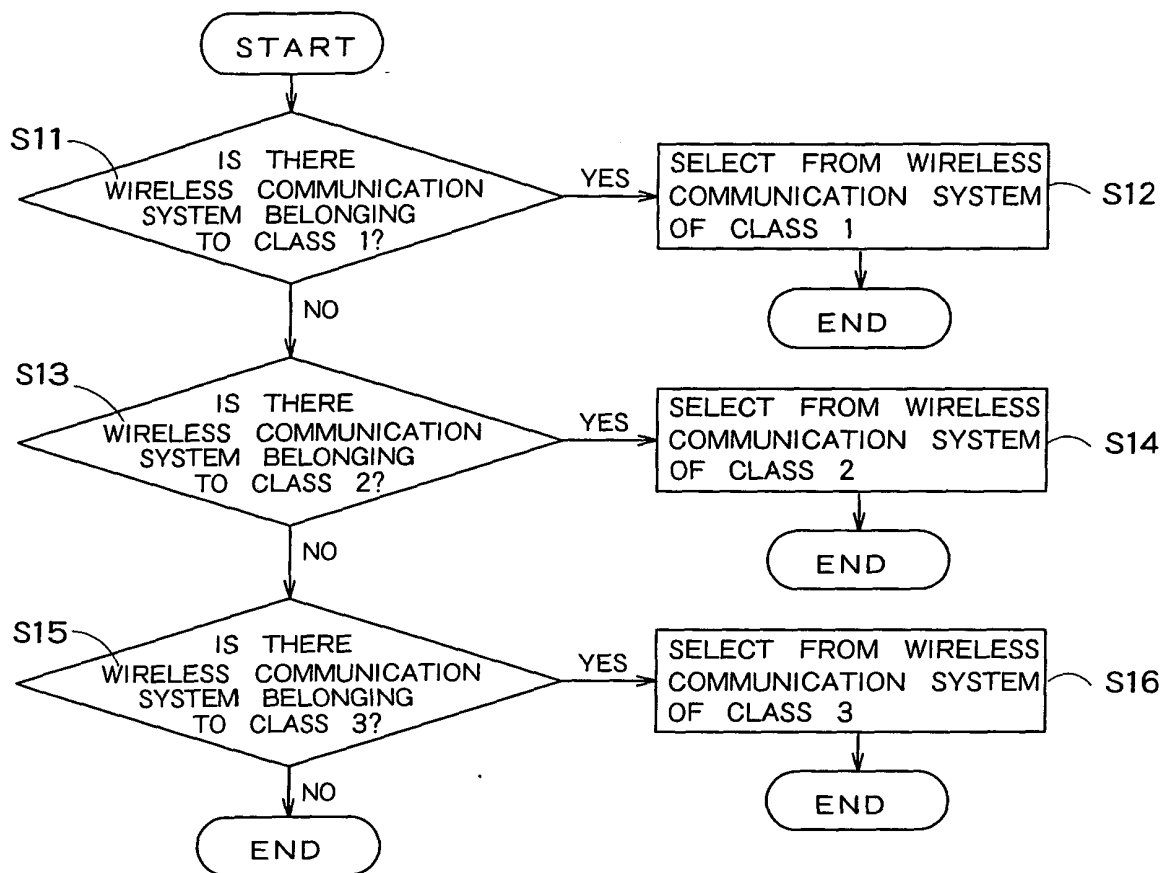 START
S11
IS THERE
WIRELESS COMMUNICATION
SYSTEM BELONGING
TO CLASS 1?
YES
SELECT FROM WIRELESS
COMMUNICATION SYSTEM
OF CLASS 1
S12
END
NO
S13
IS THERE
WIRELESS COMMUNICATION
SYSTEM BELONGING
TO CLASS 2?
YES
SELECT FROM WIRELESS
COMMUNICATION SYSTEM
OF CLASS 2
S14
END
NO
S15
IS THERE
WIRELESS COMMUNICATION
SYSTEM BELONGING
TO CLASS 3?
YES
SELECT FROM WIRELESS
COMMUNICATION SYSTEM
OF CLASS 3
S16
END
NO
END